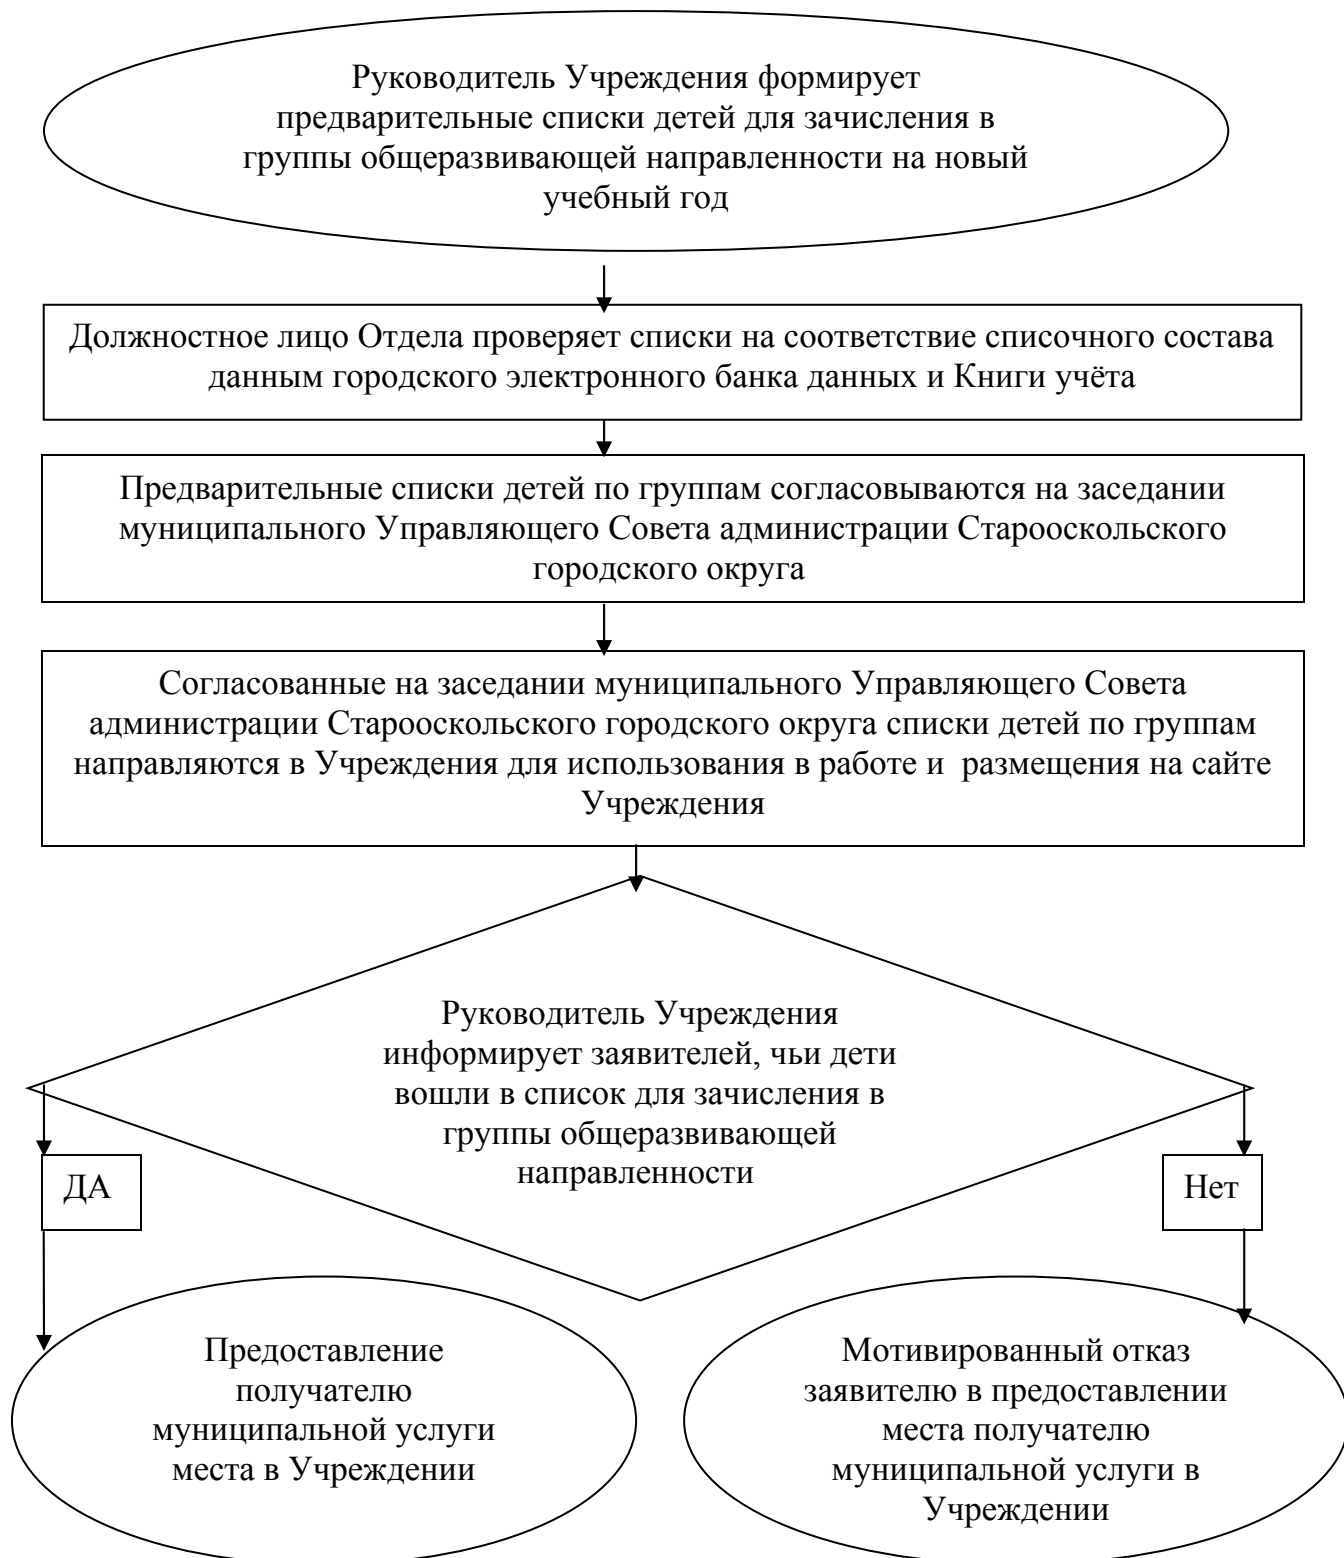 Руководитель Учреждения формирует
предварительные списки детей для зачисления в
группы общеразвивающей направленности на новый
учебный год
Должностное лицо Отдела проверяет списки на соответствие списочного состава
данным городского электронного банка данных и Книги учёта
Предварительные списки детей по группам согласовываются на заседании
муниципального Управляющего Совета администрации Старооскольского
городского округа
Согласованные на заседании муниципального Управляющего Совета
администрации Старооскольского городского округа списки детей по группам
направляются в Учреждения для использования в работе и  размещения на сайте
Учреждения
Руководитель Учреждения
информирует заявителей, чьи дети
вошли в список для зачисления в
группы общеразвивающей
направленности
ДА
Нет
Предоставление
получателю
муниципальной услуги
места в Учреждении
Мотивированный отказ
заявителю в предоставлении
места получателю
муниципальной услуги в
Учреждении